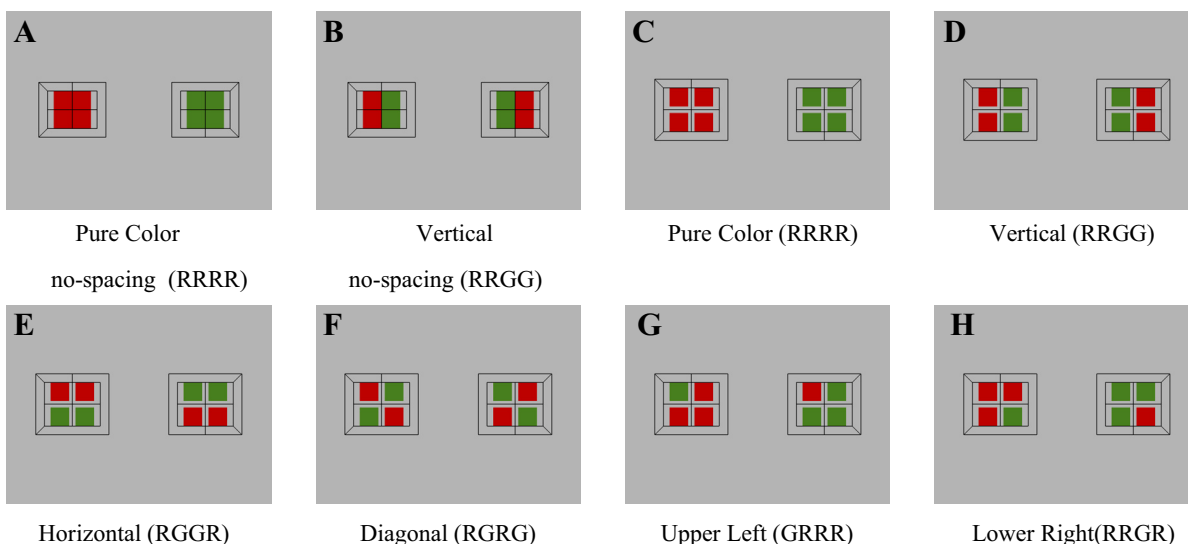 A
B
C
D
Pure Color
no-spacing (RRRR)
Vertical
no-spacing (RRGG)
Pure Color (RRRR)
Vertical (RRGG)
E
F
G
H
Horizontal (RGGR)
Diagonal (RGRG)
Upper Left (GRRR)
Lower Right(RRGR)